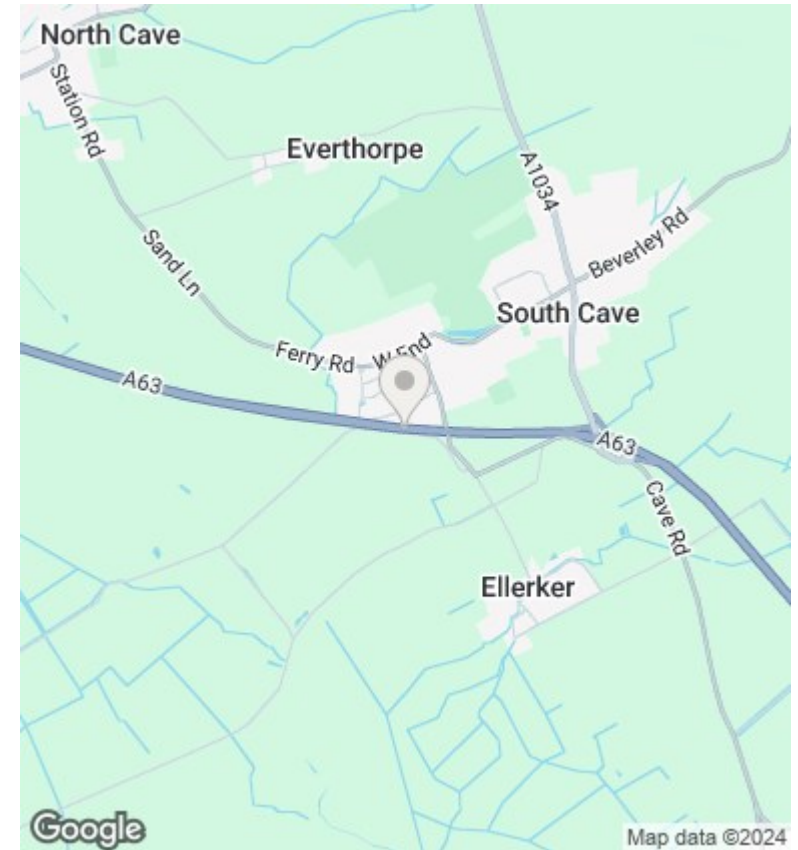 North Cave
Station Rd
Everthorpe
A1034
Sand Ln
Beverley Rd
South Cave
Ferry Rd
W End
A63
A63
Cave Rd
Ellerker
Google
Map data ©2024